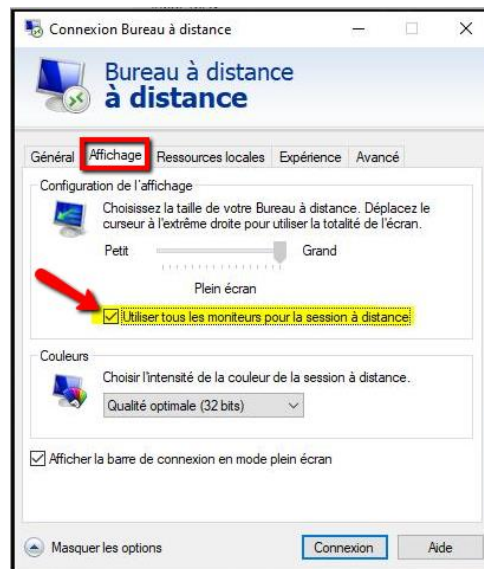 Connexion Bureau à distance
Bureau à distance
à distance
Général Affichage Ressources locales Expérience Avancé
Configuration de l'affichage
Choisissez la taille de votre Bureau à distance. Déplacez le
curseur à l'extrême droite pour utiliser la totalité de l'écran.
Petit Grand
Plein écran
Utiliser tous les moniteurs pour la session à distance
Couleurs
Choisir l'intensité de la couleur de la session à distance.
Qualité optimale (32 bits)
Afficher la barre de connexion en mode plein écran
Masquer les options Connexion Aide